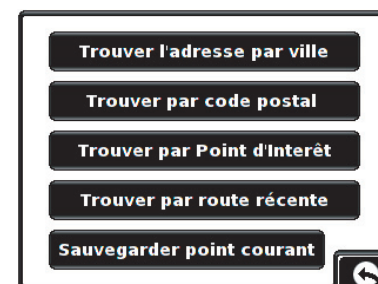 Trouver l'adresse par ville
Trouver par code postal
Trouver par Point d'Interêt
Trouver par route récente
Sauvegarder point courant